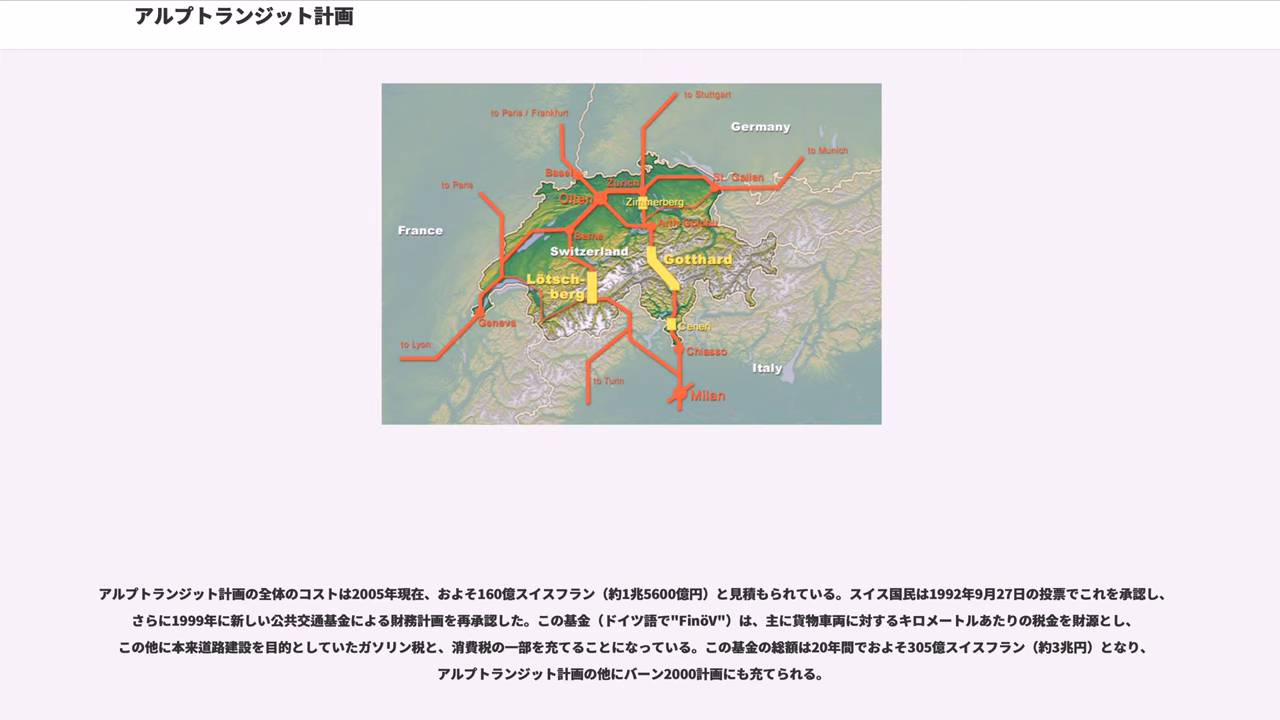 アルプトランジット計画
to Stuttgart
to Paris / Frankfurt
Germany
to Munich
Basel
Zurich
St. Gallen
to Paris
Olten
Zimmerberg
Arth-Goldau
France
Berne
Switzerland
Gotthard
Lötsch-
berg
Geneva
Ceneri
to Lyon
Chiasso
Italy
to Turin
Milan
アルプトランジット計画の全体のコストは2005年現在、およそ160億スイスフラン（約1兆5600億円）と見積もられている。スイス国民は1992年9月27日の投票でこれを承認し、
さらに1999年に新しい公共交通基金による財務計画を再承認した。この基金（ドイツ語で"FinöV"）は、主に貨物車両に対するキロメートルあたりの税金を財源とし、
この他に本来道路建設を目的としていたガソリン税と、消費税の一部を充てることになっている。この基金の総額は20年間でおよそ305億スイスフラン（約3兆円）となり、
アルプトランジット計画の他にバーン2000計画にも充てられる。